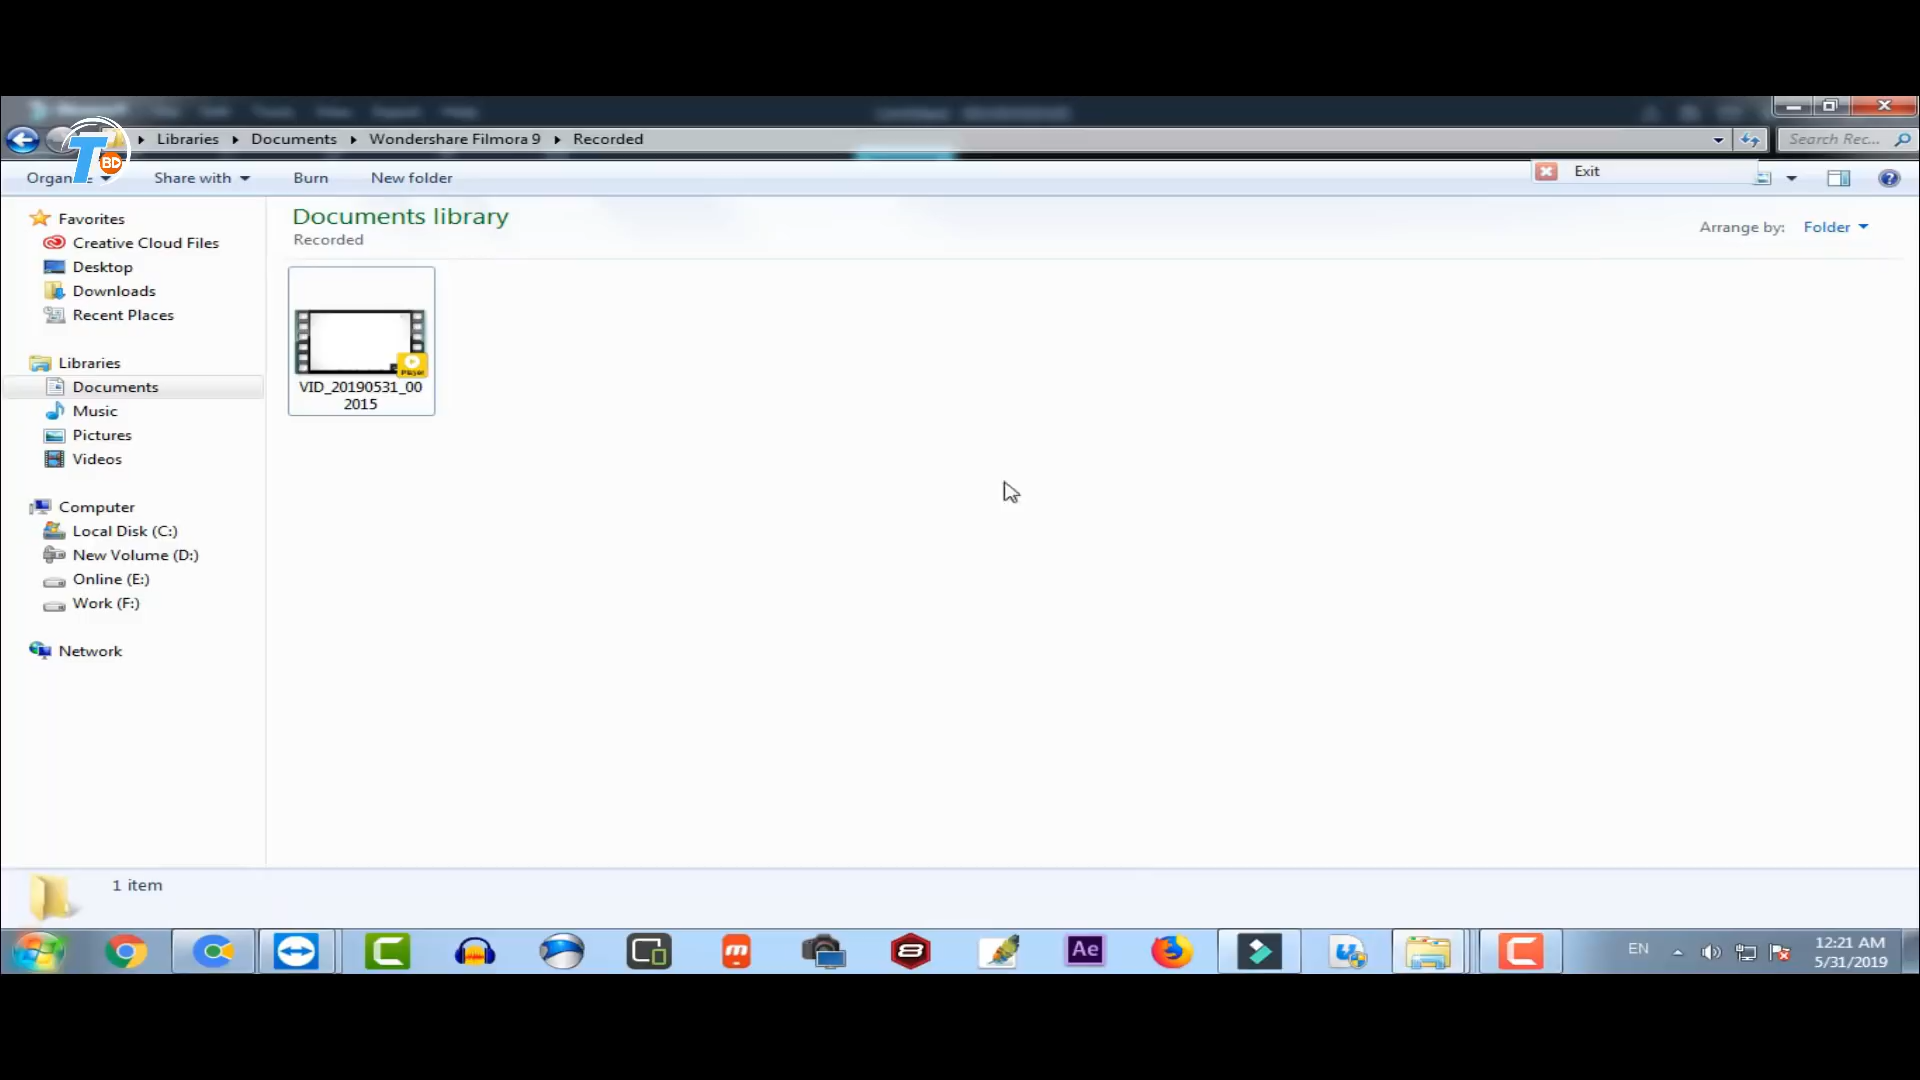 Libraries Documents Wondershare Filmora 9 Recorded
Search Rec...
T BD
Share with Burn New folder
Exit
Documents library
Recorded
Arrange by: Folder
Favorites
Creative Cloud Files
Desktop
Downloads
Recent Places
Libraries
Documents
Music
Pictures
Videos
Computer
Local Disk (C:)
New Volume (D:)
Online (E:)
Work (F:)
Network
VID_20190531_00
2015
1 item
Ae
EN
12:21 AM
5/31/2019